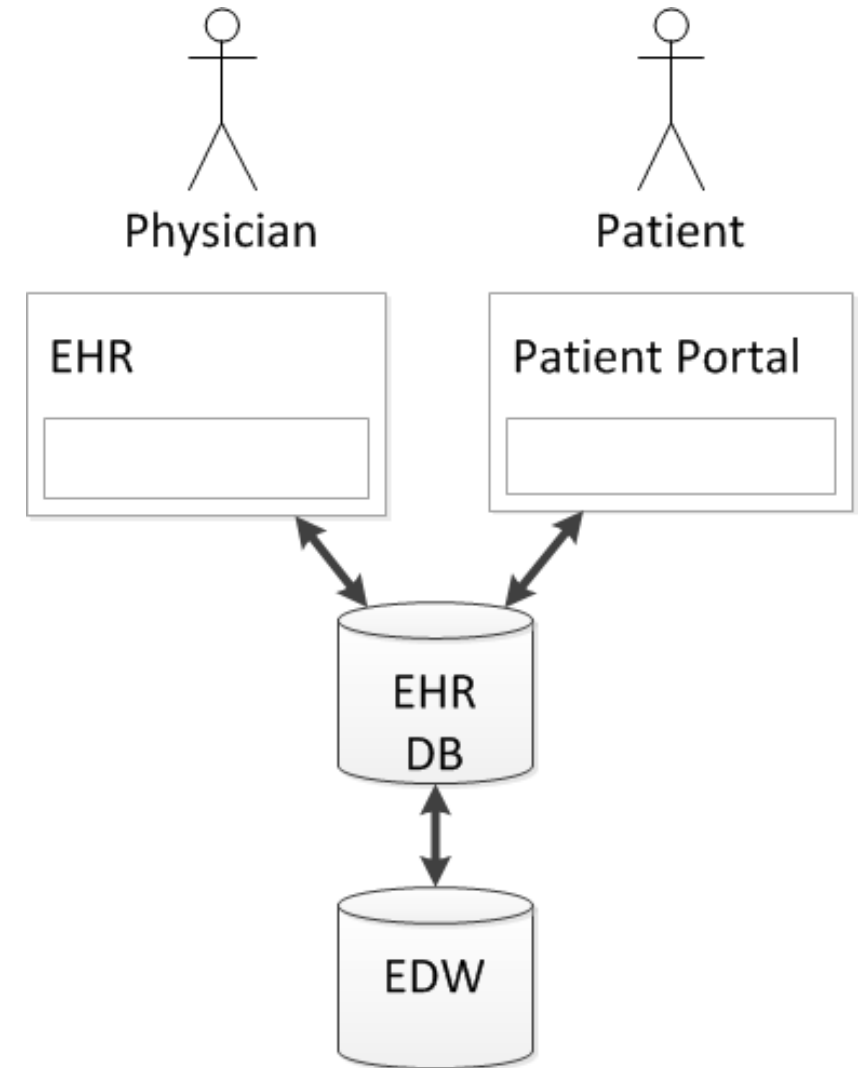 Physician
Patient
EHR
Patient Portal
EHR
DB
EDW